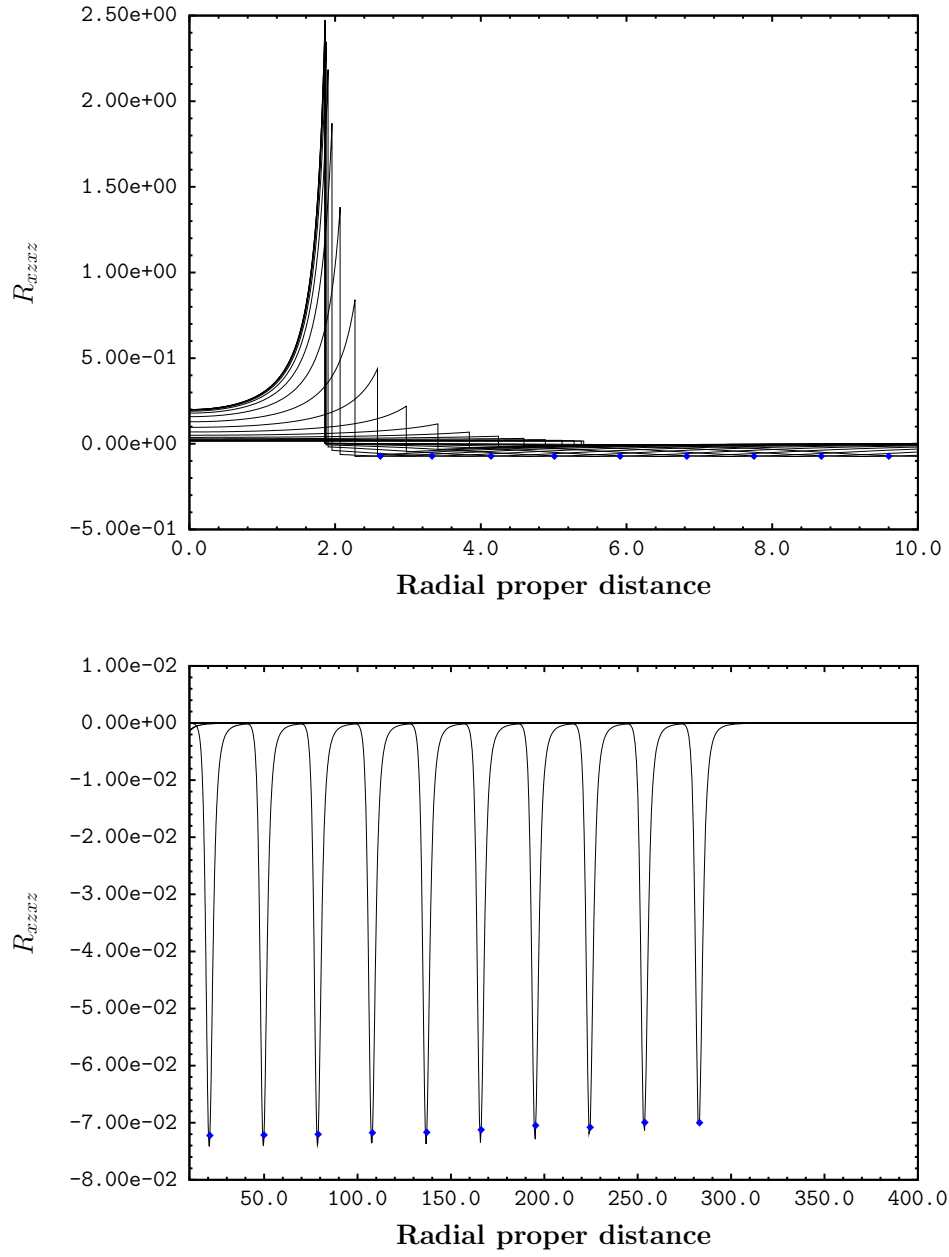 2.50e+00
2.00e+00
1.50e+00
1.00e+00
5.00e-01
0.00e+00
-5.00e-01
R_{xzxz}
0.0 2.0 4.0 6.0 8.0 10.0
Radial proper distance
1.00e-02
0.00e+00
-1.00e-02
-2.00e-02
-3.00e-02
-4.00e-02
-5.00e-02
-6.00e-02
-7.00e-02
-8.00e-02
R_{xzxz}
50.0 100.0 150.0 200.0 250.0 300.0 350.0 400.0
Radial proper distance